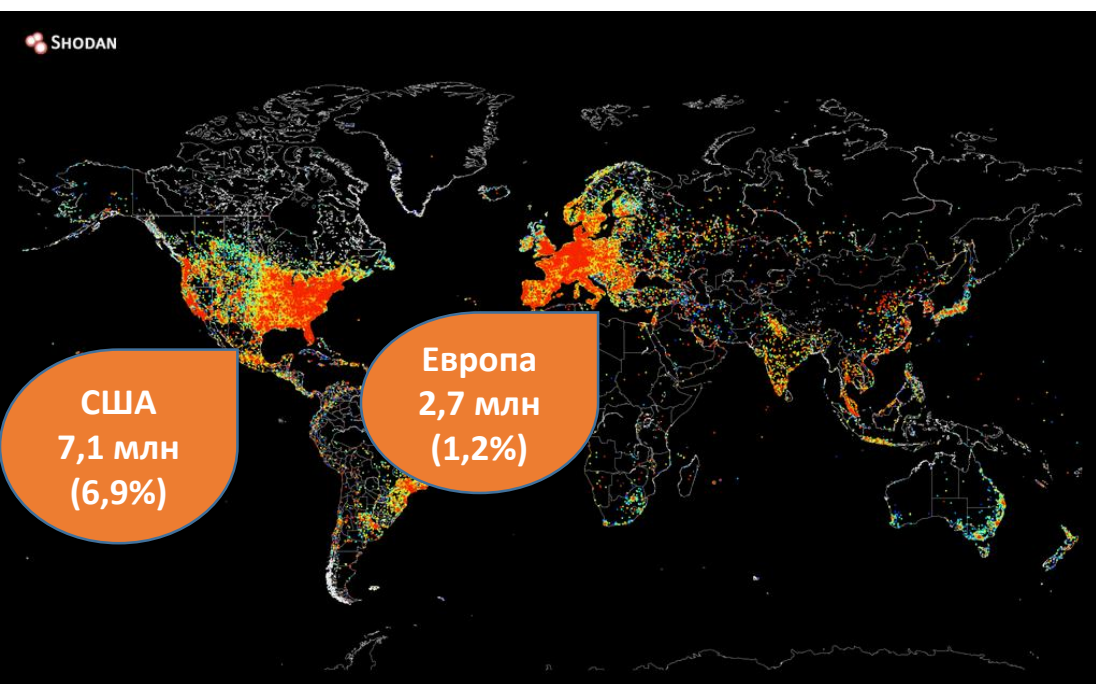 SHODAN
США
7,1 млн
(6,9%)
Европа
2,7 млн
(1,2%)